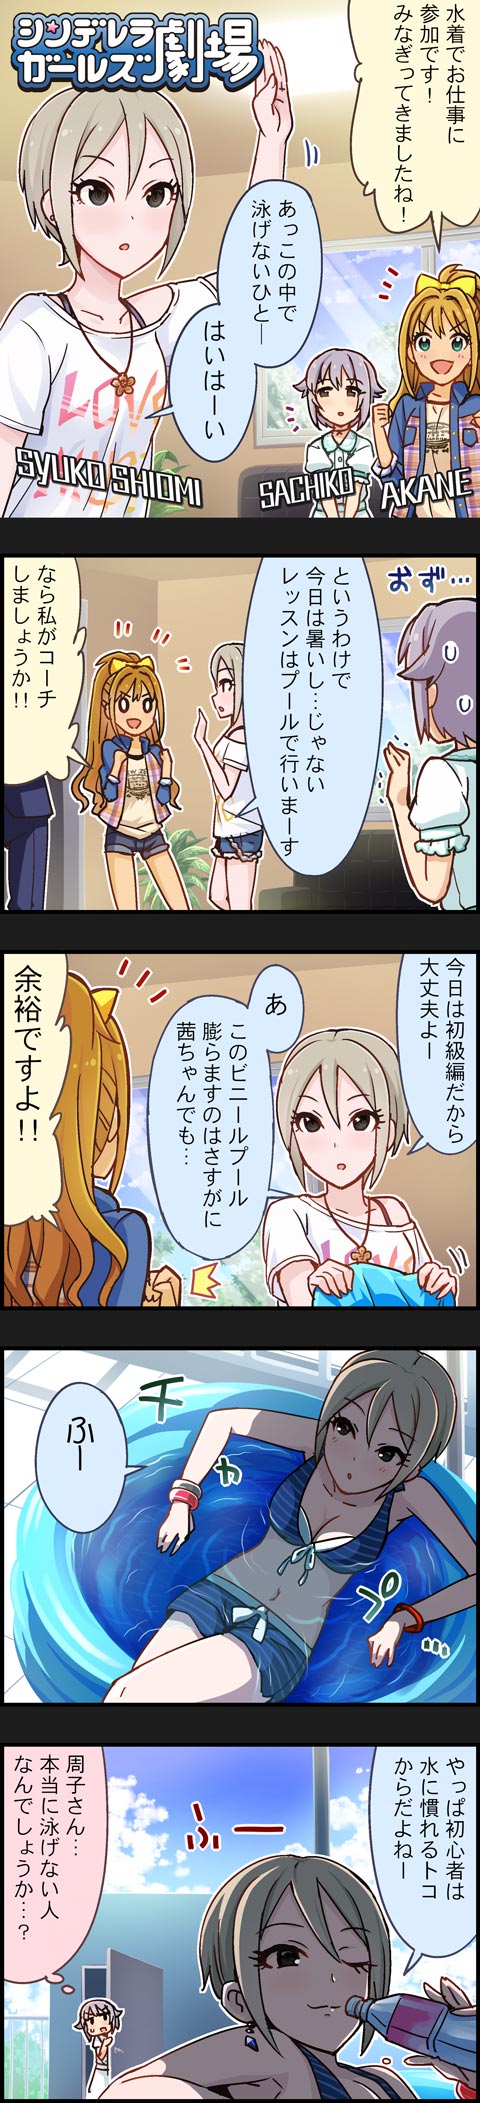 シンデレラ
ガールズ劇場
水着でお仕事に
参加です！
みなぎってきましたね！
あっこの中で
泳げないひとー
はいはーい
SYUKO SHIOMI
SACHIKO
AKANE
おず…
というわけで
今日は暑いし…じゃない
レッスンはプールで行いまーす
なら私がコーチ
しましょうか!!
今日は初級編だから
大丈夫よー
あ
このビニールプール
膨らますのはさすがに
茜ちゃんでも…
余裕ですよ!!
ふー
チャぷ…
ふー
やっぱ初心者は
水に慣れるトコ
からだよねー
周子さん…
本当に泳げない人
なんでしょうか…？